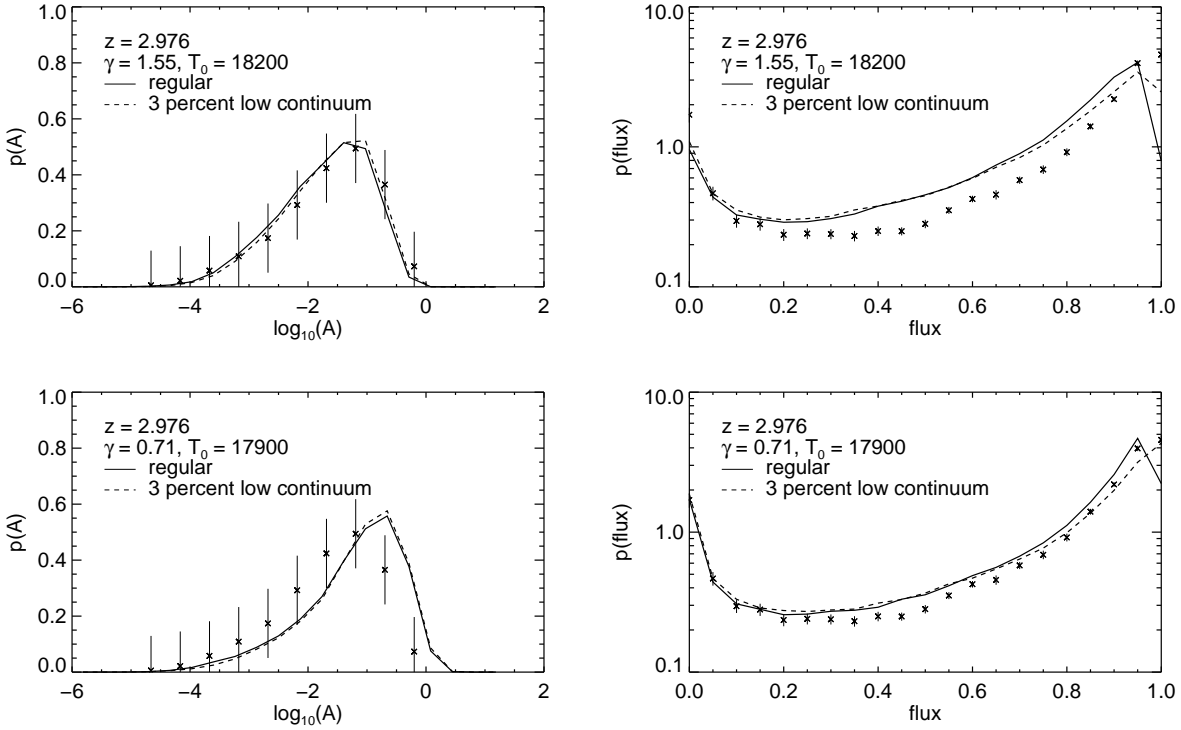 1.0
0.8
0.6
0.4
0.2
0.0
p(A)
z = 2.976
γ = 1.55, T0 = 18200
regular
3 percent low continuum
−6 −4 −2 0 2
log10(A)
10.0
1.0
0.1
p(flux)
z = 2.976
γ = 1.55, T0 = 18200
regular
3 percent low continuum
0.0 0.2 0.4 0.6 0.8 1.0
flux
1.0
0.8
0.6
0.4
0.2
0.0
p(A)
z = 2.976
γ = 0.71, T0 = 17900
regular
3 percent low continuum
−6 −4 −2 0 2
log10(A)
10.0
1.0
0.1
p(flux)
z = 2.976
γ = 0.71, T0 = 17900
regular
3 percent low continuum
0.0 0.2 0.4 0.6 0.8 1.0
flux